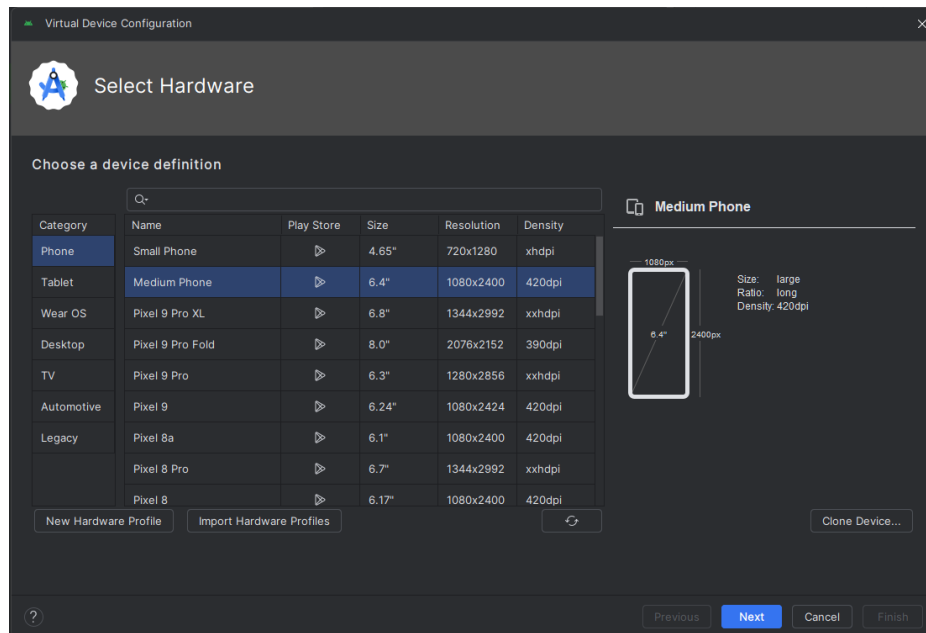 Virtual Device Configuration
Select Hardware
Choose a device definition
Category Name Play Store Size Resolution Density
Phone Small Phone 4.65" 720x1280 xhdpi
Tablet Medium Phone 6.4" 1080x2400 420dpi
Wear OS Pixel 9 Pro XL 6.8" 1344x2992 xxhdpi
Desktop Pixel 9 Pro Fold 8.0" 2076x2152 390dpi
TV Pixel 9 Pro 6.3" 1280x2856 xxhdpi
Automotive Pixel 9 6.24" 1080x2424 420dpi
Legacy Pixel 8a 6.1" 1080x2400 420dpi
Pixel 8 Pro 6.7" 1344x2992 xxhdpi
Pixel 8 6.17" 1080x2400 420dpi
New Hardware Profile Import Hardware Profiles
Medium Phone
1080px
6.4" 2400px
Size: large
Ratio: long
Density: 420dpi
Clone Device...
? Previous Next Cancel Finish